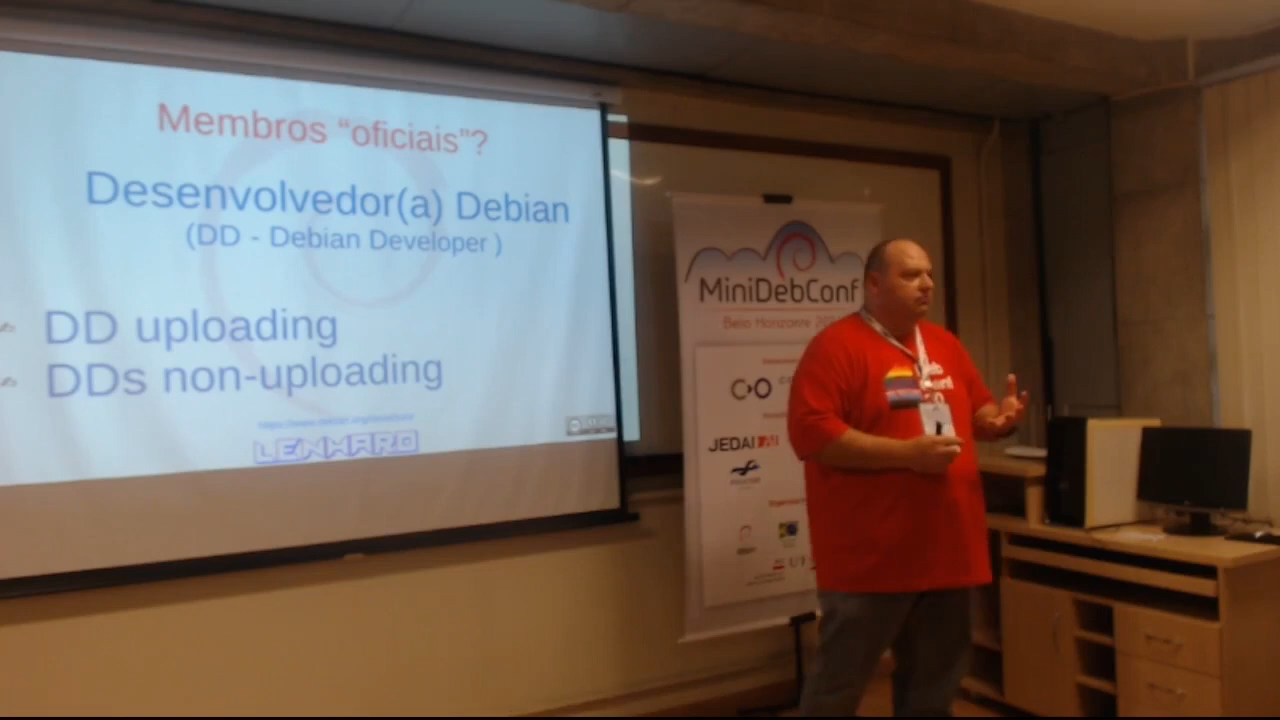 Membros “oficiais”?
Desenvolvedor(a) Debian
(DD - Debian Developer )
DD uploading
DDs non-uploading
LENHARO
MiniDebConf
Belo Horizonte
JEDAI